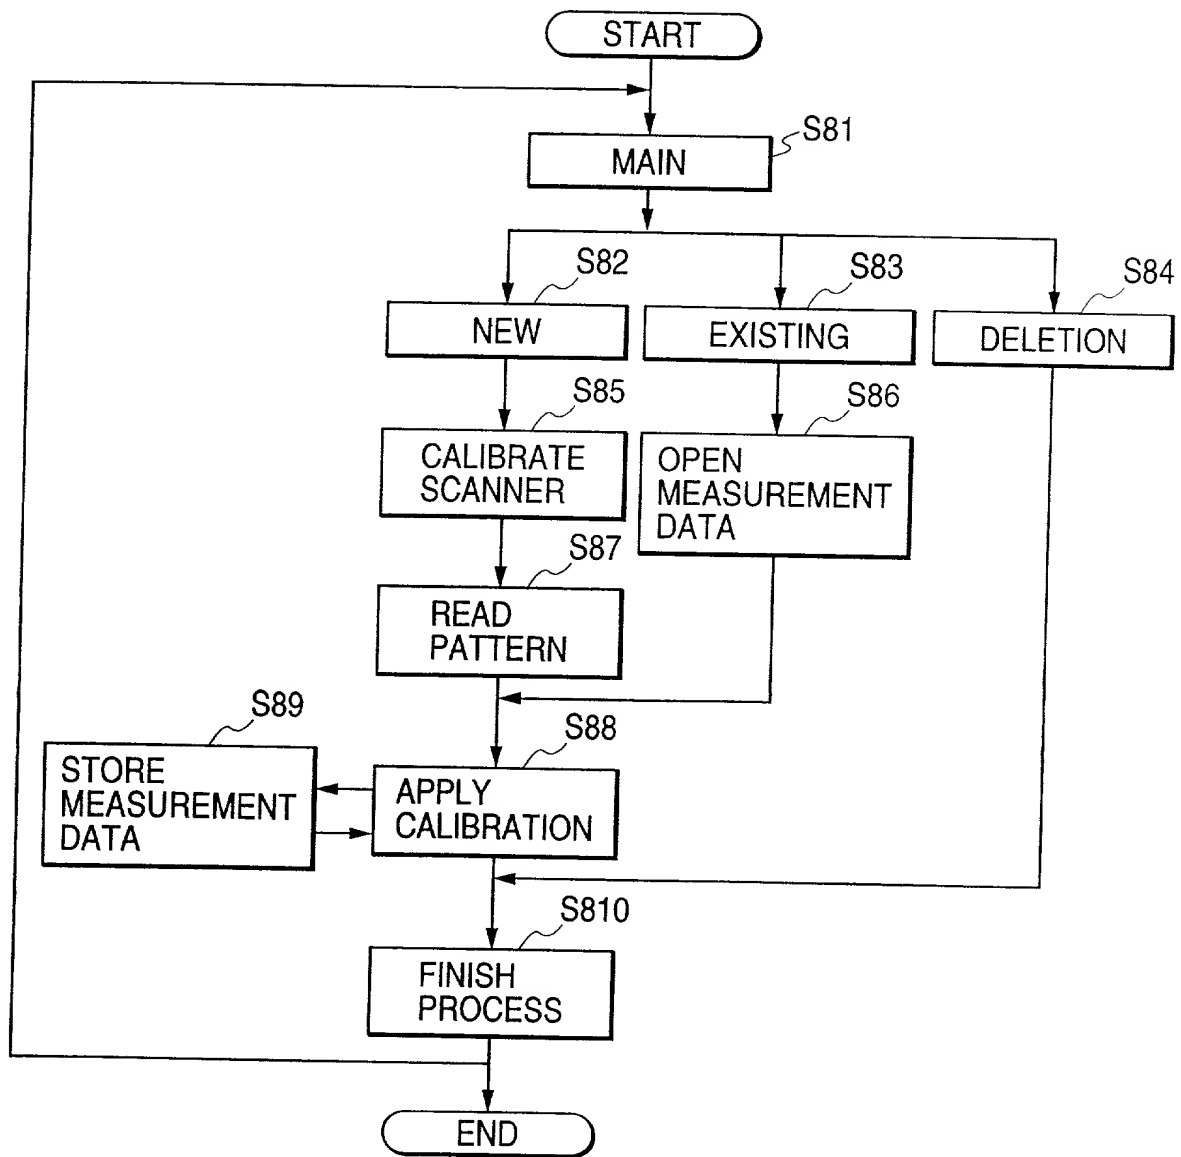 START
S81
MAIN
S82
S83
S84
NEW
EXISTING
DELETION
S85
S86
CALIBRATE
SCANNER
OPEN
MEASUREMENT
DATA
S87
READ
PATTERN
S89
S88
STORE
MEASUREMENT
DATA
APPLY
CALIBRATION
S810
FINISH
PROCESS
END